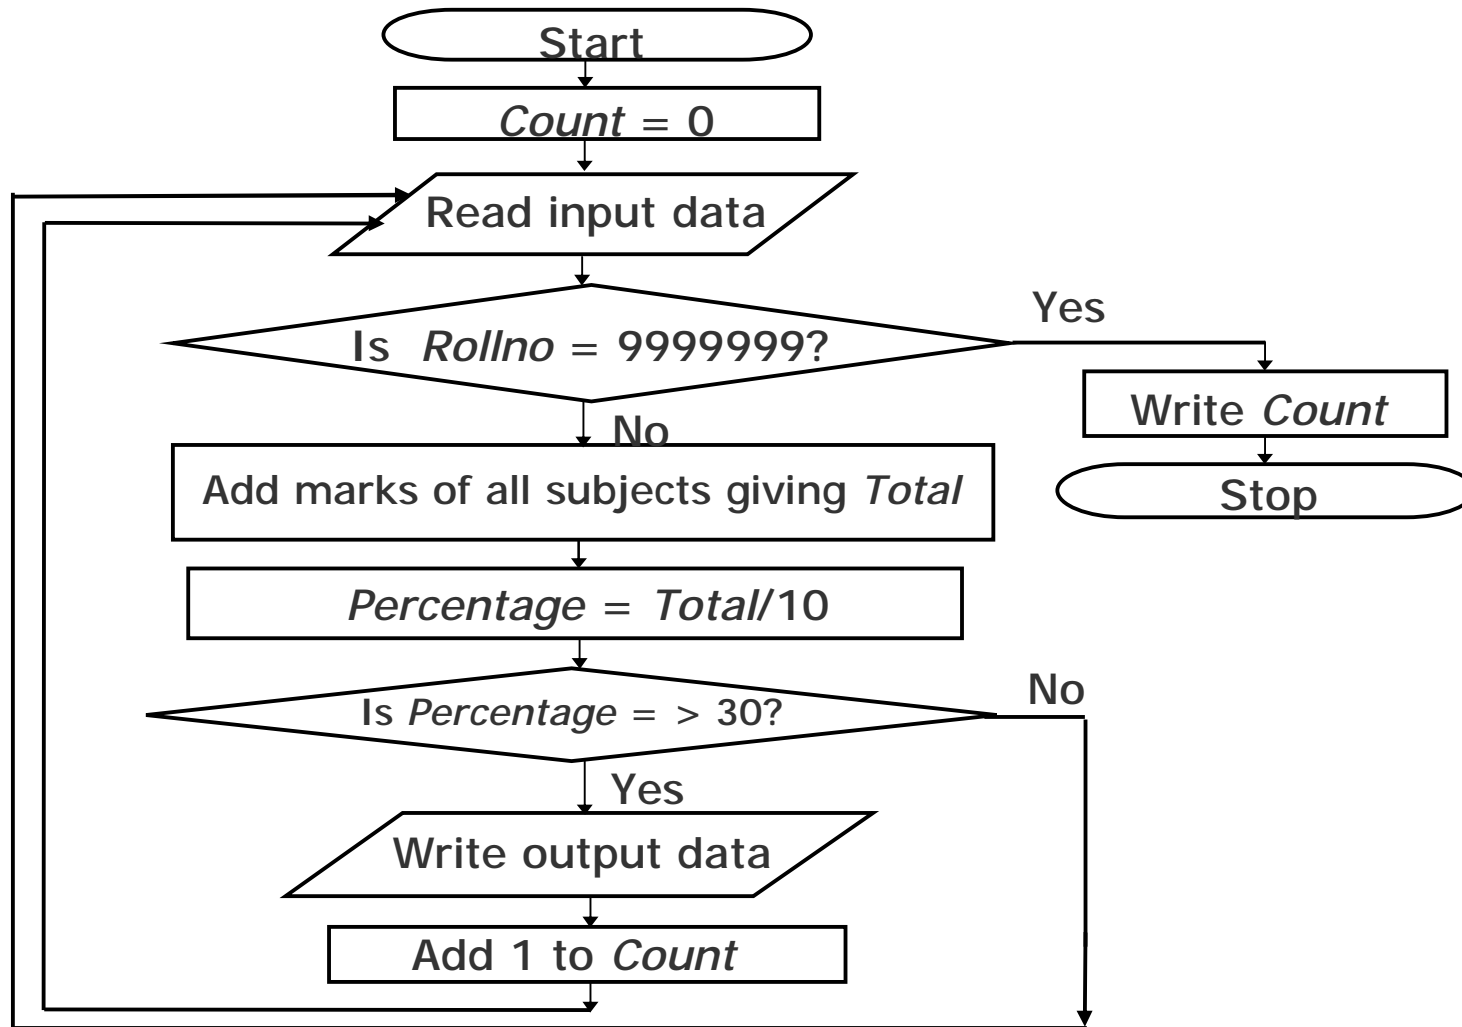 Start
Count = 0
Read input data
Yes
Is Rollno = 9999999?
Write Count
No
Add marks of all subjects giving Total
Stop
Percentage = Total/10
No
Is Percentage = > 30?
Yes
Write output data
Add 1 to Count